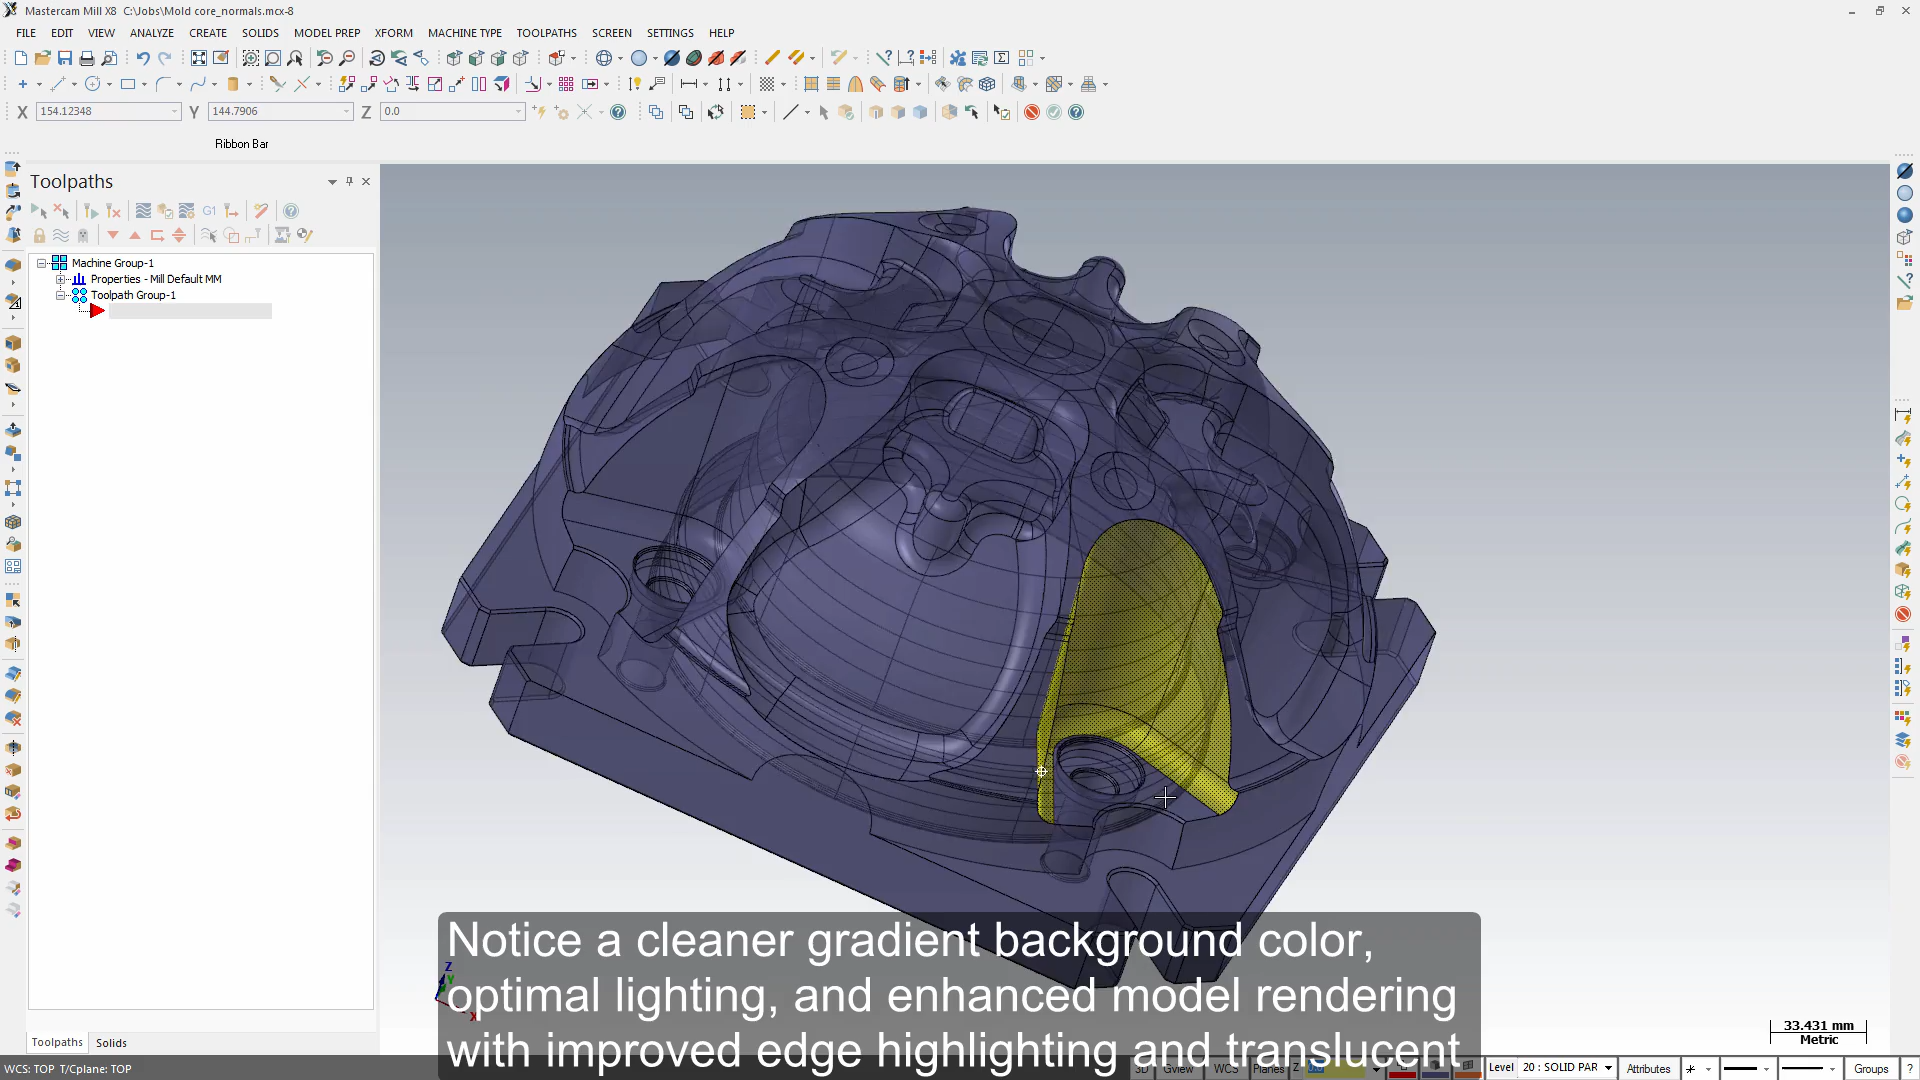 Mastercam Mill X8 C:\Jobs\Mold core_normals.mcx-8
FILE EDIT VIEW ANALYZE CREATE SOLIDS MODEL PREP XFORM MACHINE TYPE TOOLPATHS SCREEN SETTINGS HELP
X 154.12348 Y 144.7906 Z 0.0
Ribbon Bar
Toolpaths
G1
Machine Group-1
Properties - Mill Default MM
Toolpath Group-1
Notice a cleaner gradient background color,
optimal lighting, and enhanced model rendering
with improved edge highlighting and translucent
Z
Y
X
33.431 mm
Metric
Toolpaths Solids
WCS: TOP T/Cplane: TOP
3D Gview WCS Planes Z 0.0 Level 20 : SOLID PAR Attributes Groups ?